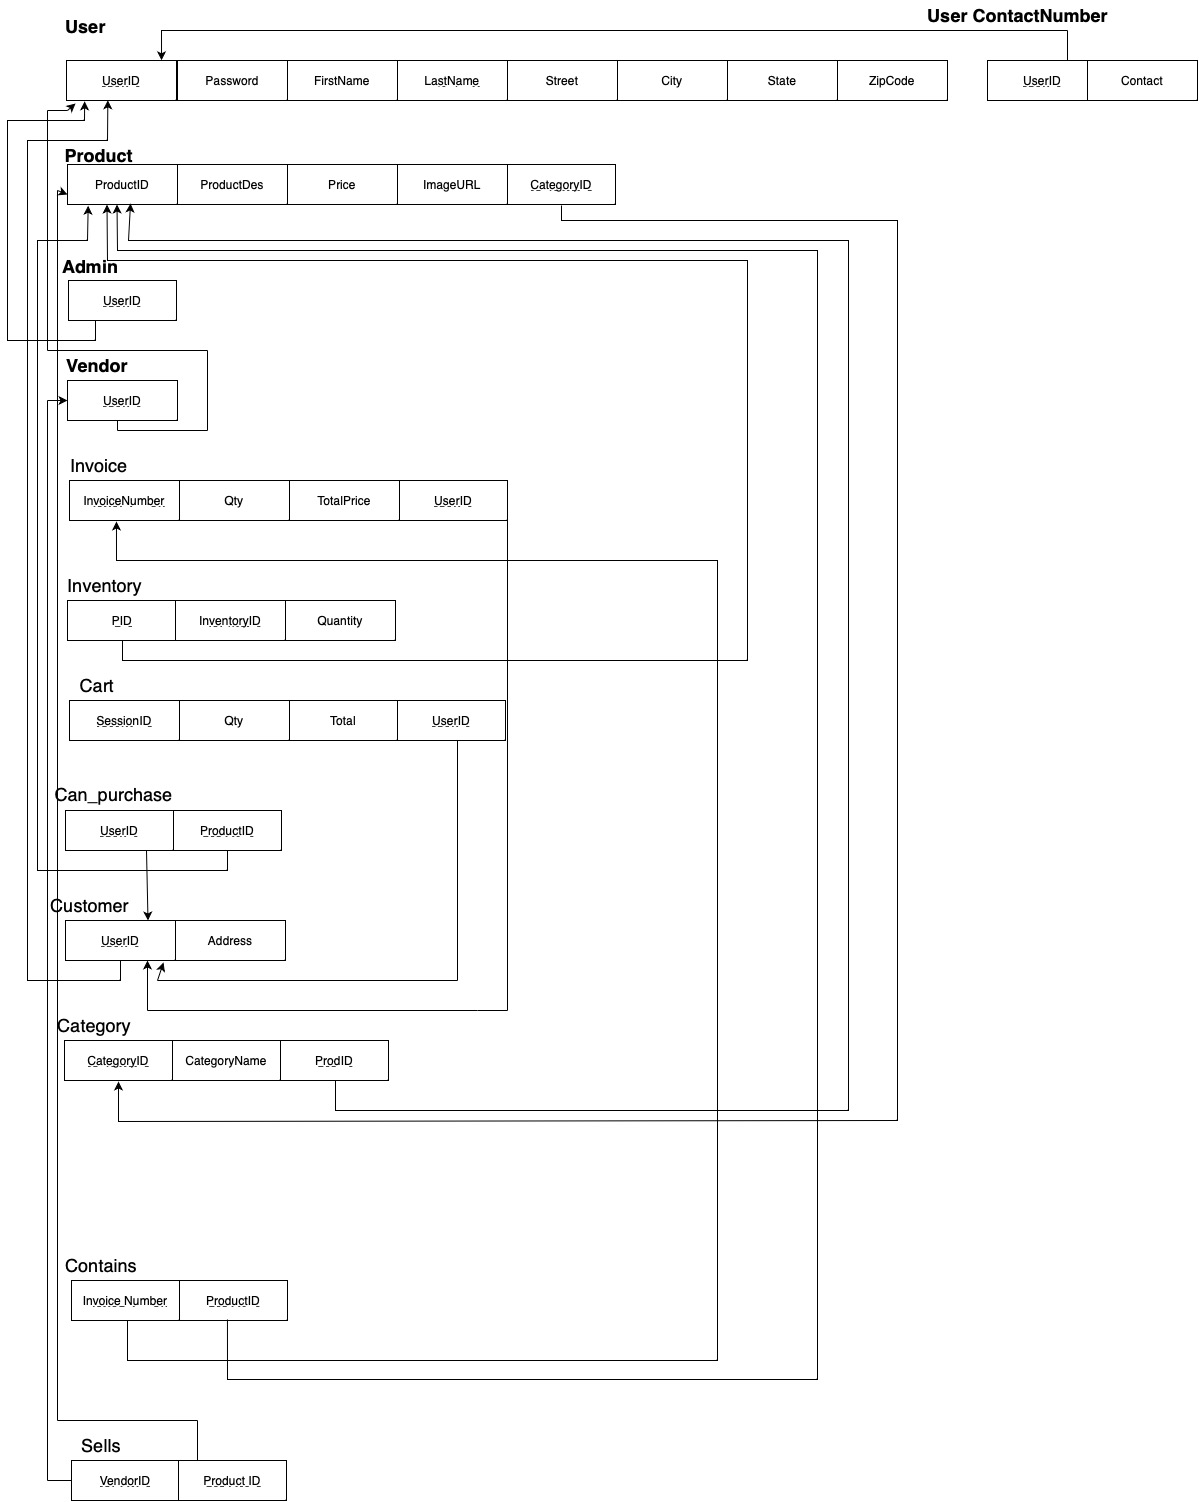 User
User ContactNumber
UserID Password FirstName LastName Street City State ZipCode
UserID Contact
Product
ProductID ProductDes Price ImageURL CategoryID
Admin
UserID
Vendor
UserID
Invoice
InvoiceNumber Qty TotalPrice UserID
Inventory
PID InventoryID Quantity
Cart
SessionID Qty Total UserID
Can_purchase
UserID ProductID
Customer
UserID Address
Category
CategoryID CategoryName ProdID
Contains
Invoice Number ProductID
Sells
VendorID Product ID